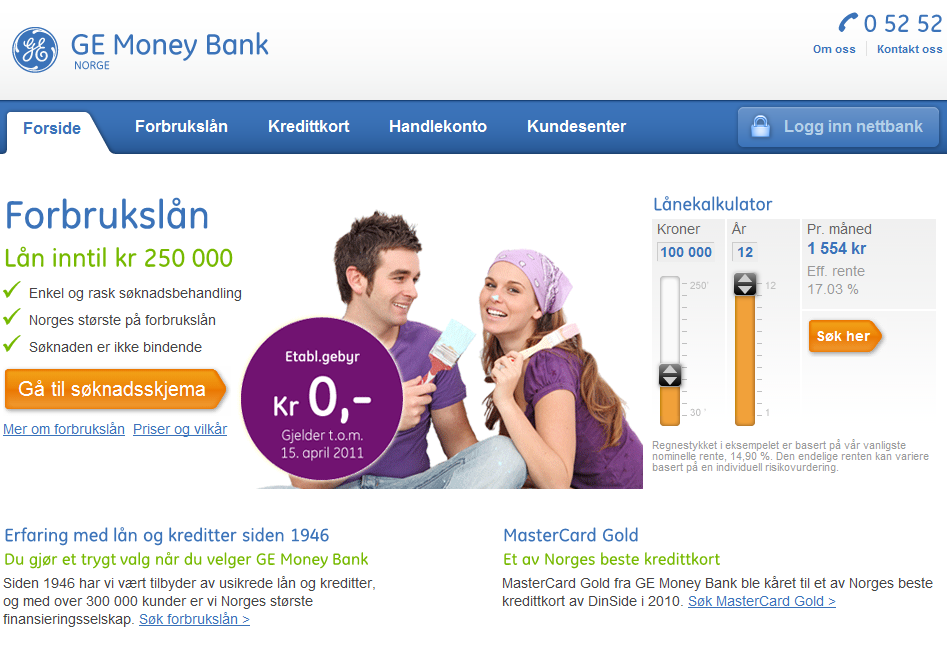 GE Money Bank
NORGE
0 52 52
Om oss
Kontakt oss
Forside
Forbrukslån
Kredittkort
Handlekonto
Kundesenter
Logg inn nettbank
Forbrukslån
Lån inntil kr 250 000
Enkel og rask søknadsbehandling
Norges største på forbrukslån
Søknaden er ikke bindende
Gå til søknadsskjema
Mer om forbrukslån
Priser og vilkår
Etabl.gebyr
Kr 0,-
Gjelder t.o.m.
15. april 2011
Lånekalkulator
Kroner
100 000
250'
30 '
År
12
12
1
Pr. måned
1 554 kr
Eff. rente
17.03 %
Søk her
Regnestykket i eksempelet er basert på vår vanligste
nominelle rente, 14,90 %. Den endelige renten kan variere
basert på en individuell risikovurdering.
Erfaring med lån og kreditter siden 1946
Du gjør et trygt valg når du velger GE Money Bank
Siden 1946 har vi vært tilbyder av usikrede lån og kreditter,
og med over 300 000 kunder er vi Norges største
finansieringsselskap. Søk forbrukslån >
MasterCard Gold
Et av Norges beste kredittkort
MasterCard Gold fra GE Money Bank ble kåret til et av Norges beste
kredittkort av DinSide i 2010. Søk MasterCard Gold >